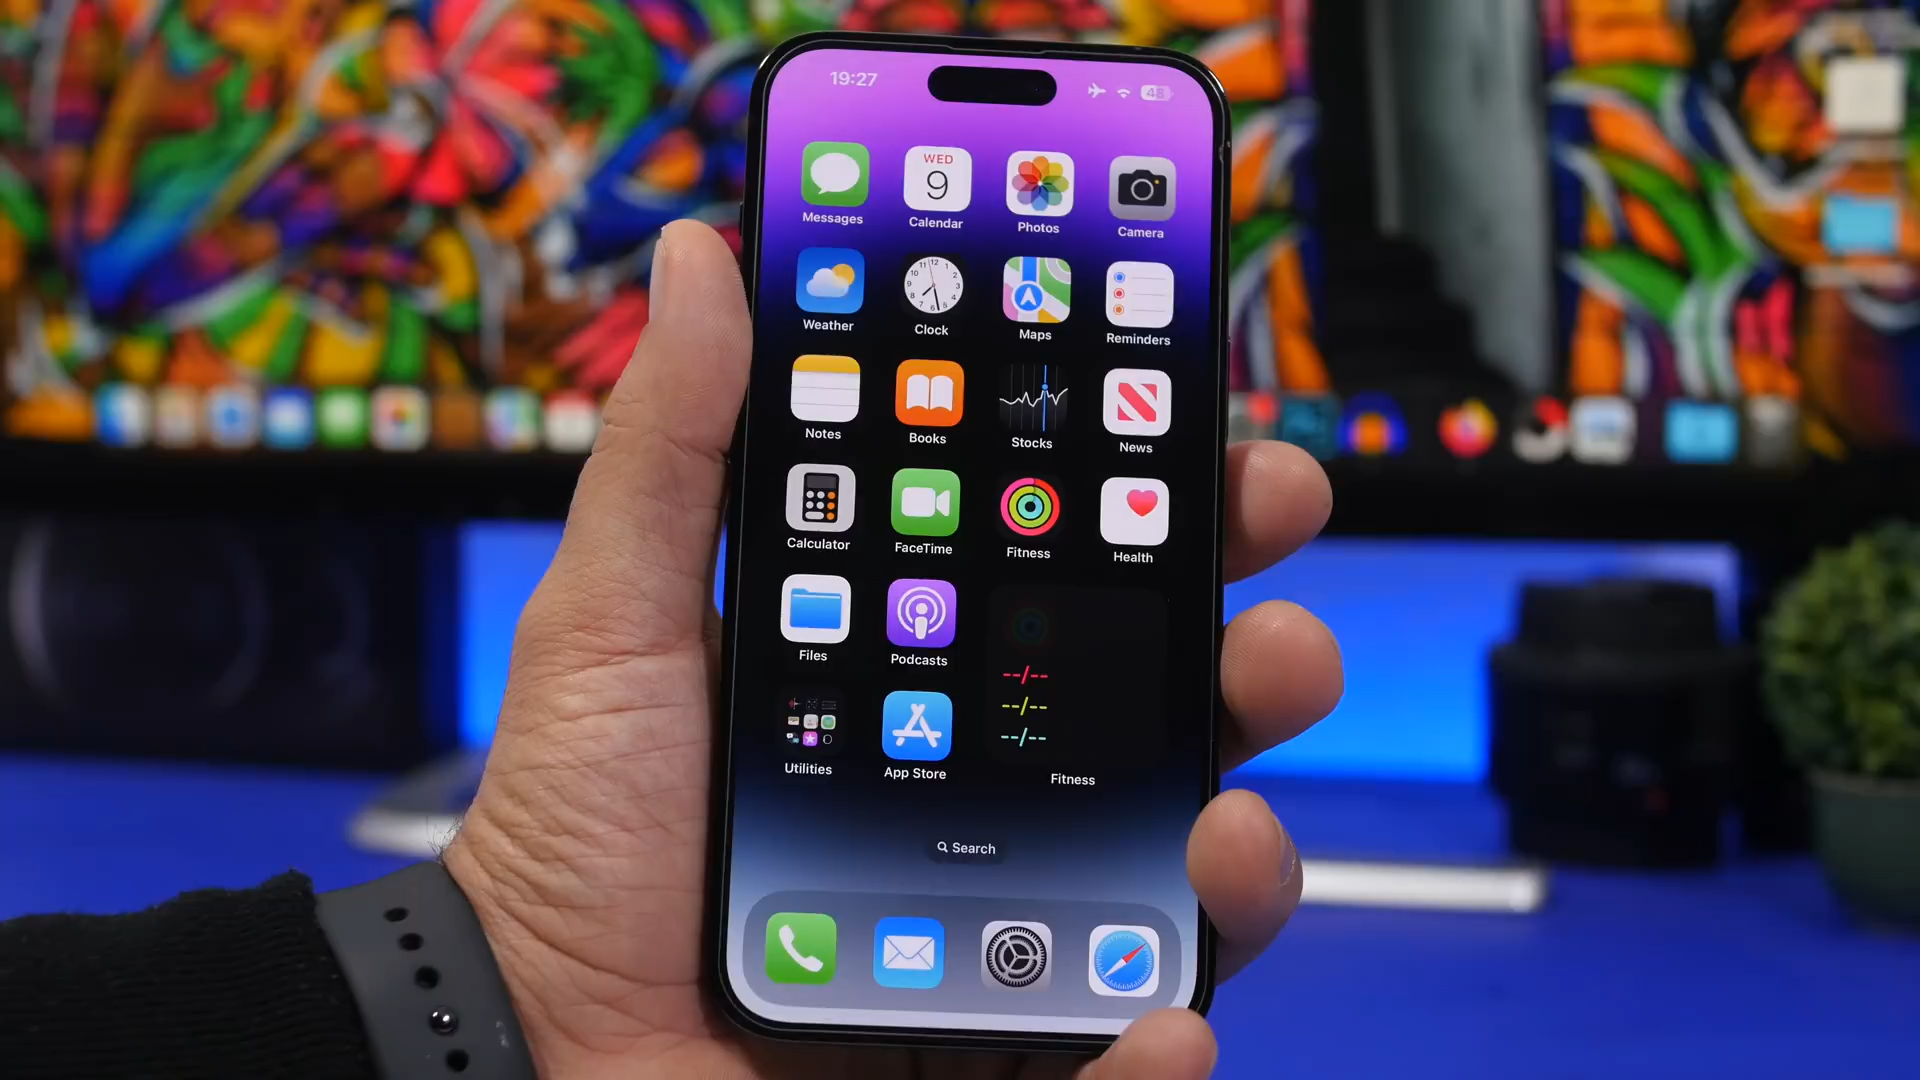 19:27
48
WED
9
Messages
Calendar
Photos
Camera
Weather
Clock
Maps
Reminders
Notes
Books
Stocks
News
Calculator
FaceTime
Fitness
Health
Files
Podcasts
--/--
--/--
--/--
Utilities
App Store
Fitness
Search